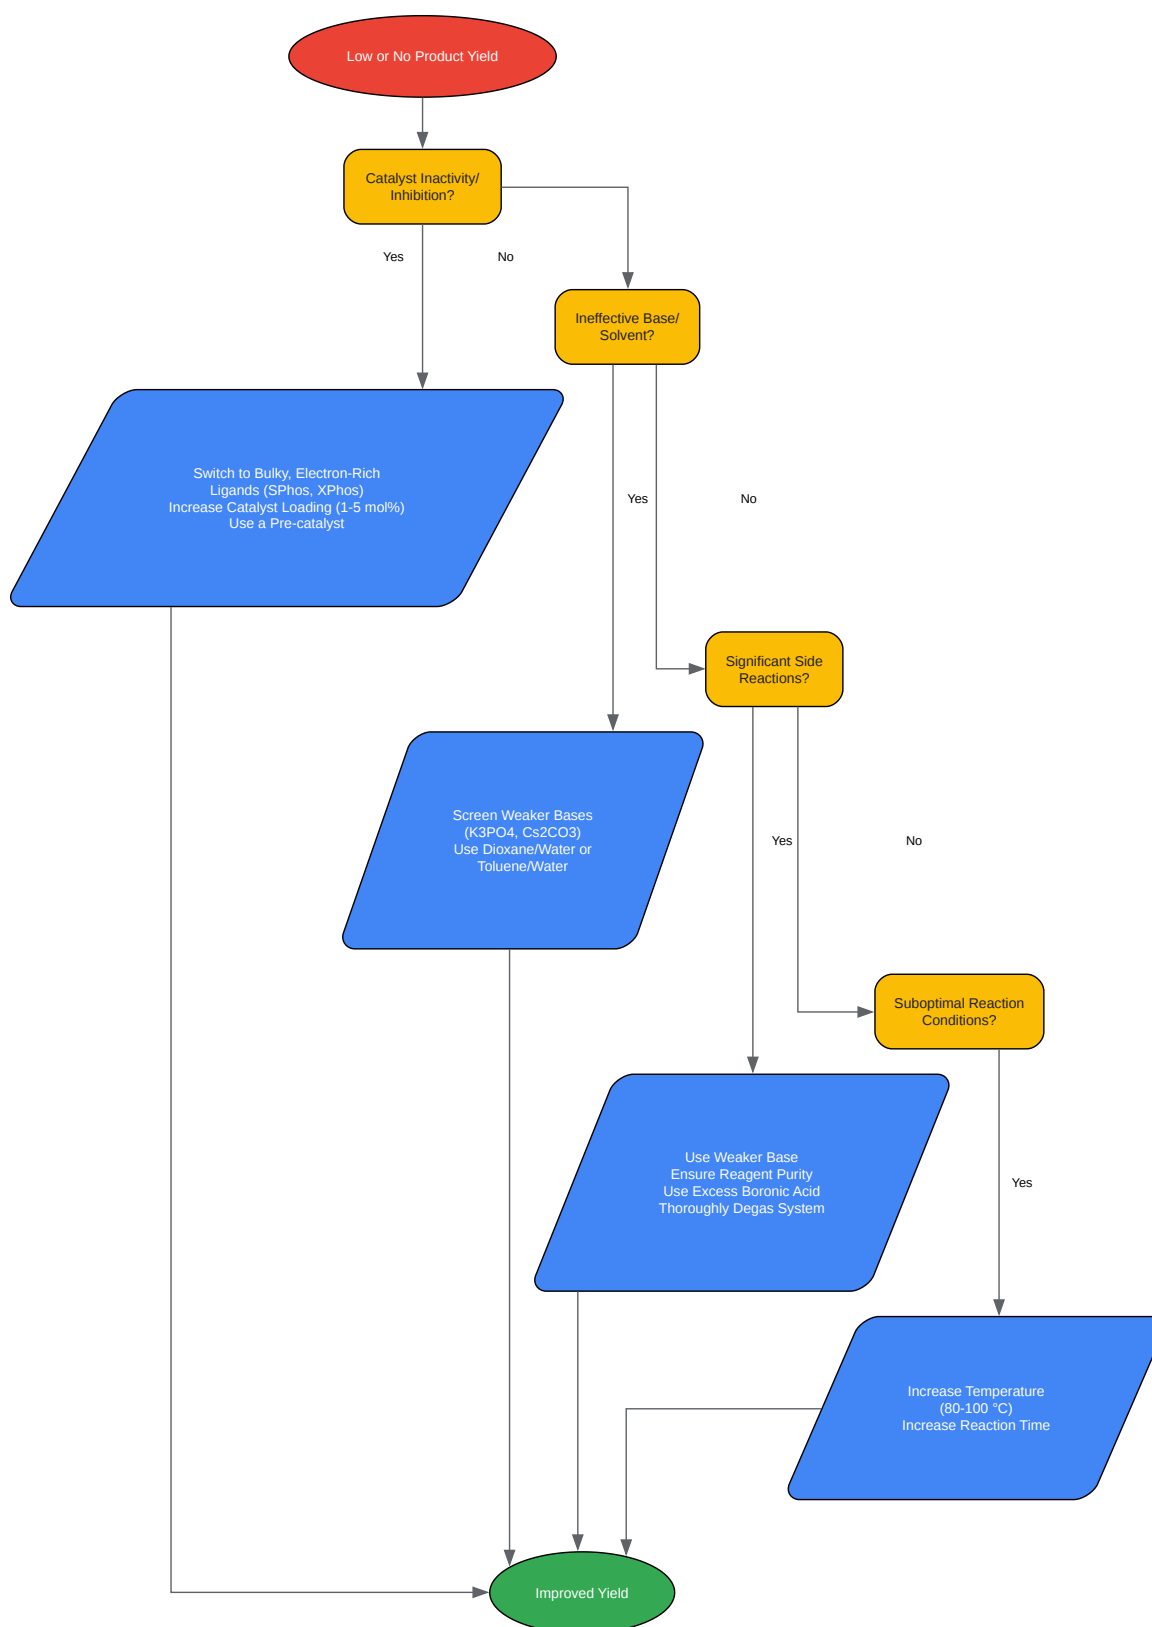 Low or No Product Yield
Catalyst Inactivity/
Inhibition?
Yes
No
Ineffective Base/
Solvent?
Switch to Bulky, Electron-Rich
Ligands (SPhos, XPhos)
Increase Catalyst Loading (1-5 mol%)
Use a Pre-catalyst
Yes
No
Significant Side
Reactions?
Screen Weaker Bases
(K3PO4, Cs2CO3)
Use Dioxane/Water or
Toluene/Water
Yes
No
Suboptimal Reaction
Conditions?
Use Weaker Base
Ensure Reagent Purity
Use Excess Boronic Acid
Thoroughly Degas System
Yes
Increase Temperature
(80-100 °C)
Increase Reaction Time
Improved Yield